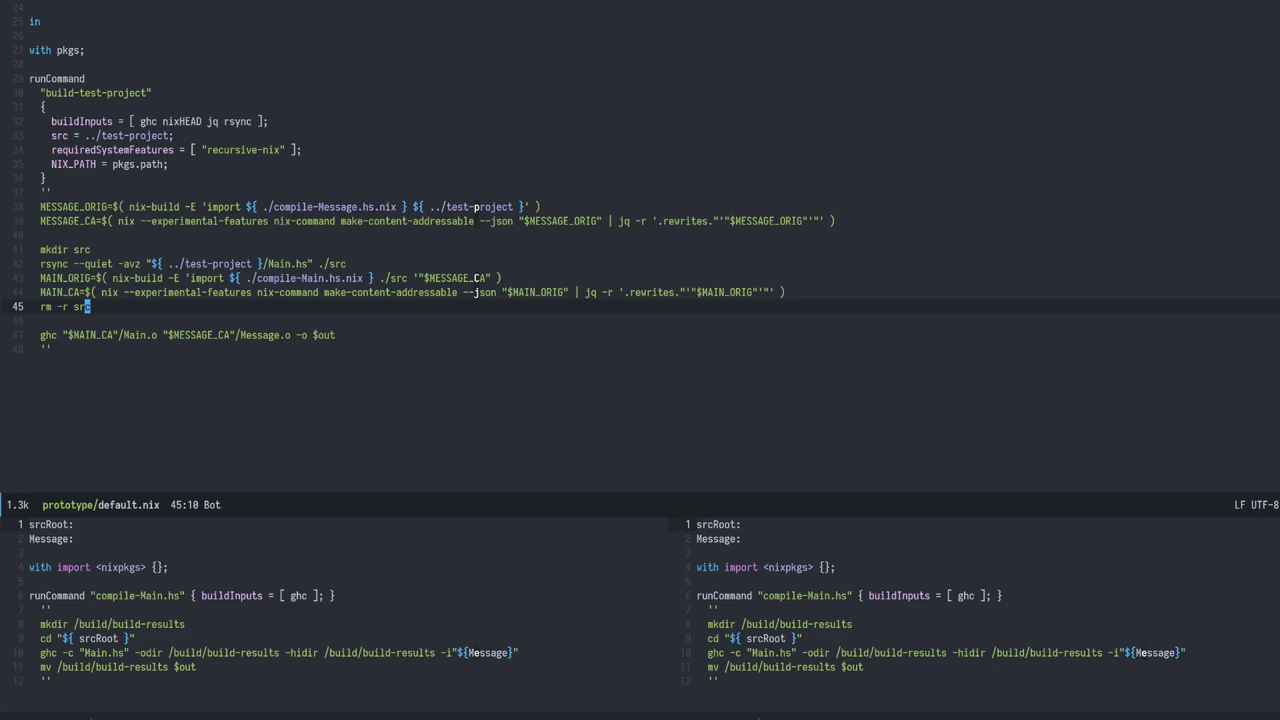 24
25 in
26
27 with pkgs;
28
29 runCommand
30 "build-test-project"
31 {
32 buildInputs = [ ghc nixHEAD jq rsync ];
33 src = ../test-project;
34 requiredSystemFeatures = [ "recursive-nix" ];
35 NIX_PATH = pkgs.path;
36 }
37 ''
38 MESSAGE_ORIG=$( nix-build -E 'import ${ ./compile-Message.hs.nix } ${ ../test-project }' )
39 MESSAGE_CA=$( nix --experimental-features nix-command make-content-addressable --json "$MESSAGE_ORIG" | jq -r '.rewrites."'"$MESSAGE_ORIG"'"' )
40
41 mkdir src
42 rsync --quiet -avz "${ ../test-project }/Main.hs" ./src
43 MAIN_ORIG=$( nix-build -E 'import ${ ./compile-Main.hs.nix } ./src '"$MESSAGE_CA" )
44 MAIN_CA=$( nix --experimental-features nix-command make-content-addressable --json "$MAIN_ORIG" | jq -r '.rewrites."'"$MAIN_ORIG"'"' )
45 rm -r src
46
47 ghc "$MAIN_CA"/Main.o "$MESSAGE_CA"/Message.o -o $out
48 ''
1.3k prototype/default.nix 45:10 Bot LF UTF-8
1 srcRoot:
2 Message:
3
4 with import <nixpkgs> {};
5
6 runCommand "compile-Main.hs" { buildInputs = [ ghc ]; }
7 ''
8 mkdir /build/build-results
9 cd "${ srcRoot }"
10 ghc -c "Main.hs" -odir /build/build-results -hidir /build/build-results -i"${Message}"
11 mv /build/build-results $out
12 ''
1 srcRoot:
2 Message:
3
4 with import <nixpkgs> {};
5
6 runCommand "compile-Main.hs" { buildInputs = [ ghc ]; }
7 ''
8 mkdir /build/build-results
9 cd "${ srcRoot }"
10 ghc -c "Main.hs" -odir /build/build-results -hidir /build/build-results -i"${Message}"
11 mv /build/build-results $out
12 ''